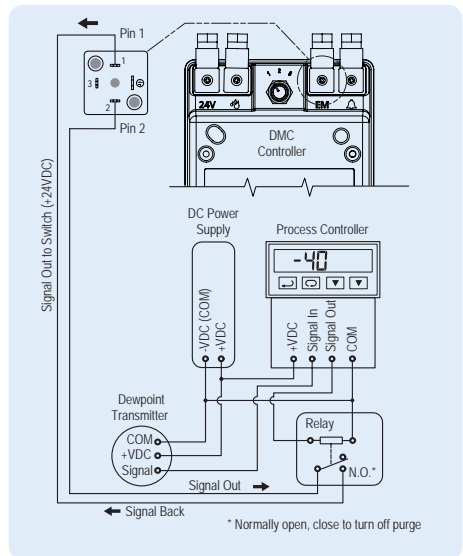 Pin 1
1
3
2
Pin 2
24V
EM
DMC
Controller
Signal Out to Switch (+24VDC)
DC Power
Supply
Process Controller
-40
-VDC (COM)
+VDC
+VDC
Signal In
Signal Out
COM
Dewpoint
Transmitter
COM
+VDC
Signal
Relay
N.O.*
Signal Out
Signal Back
* Normally open, close to turn off purge